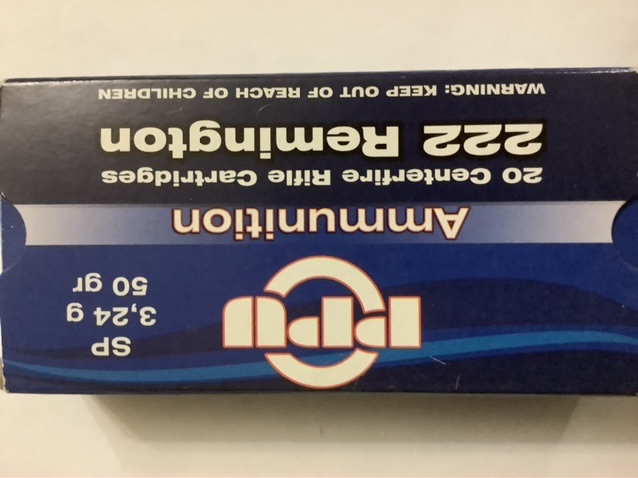 SP
3,24 g
50 gr
PPU
Ammunition
20 Centerfire Rifle Cartridges
222 Remington
WARNING: KEEP OUT OF REACH OF CHILDREN